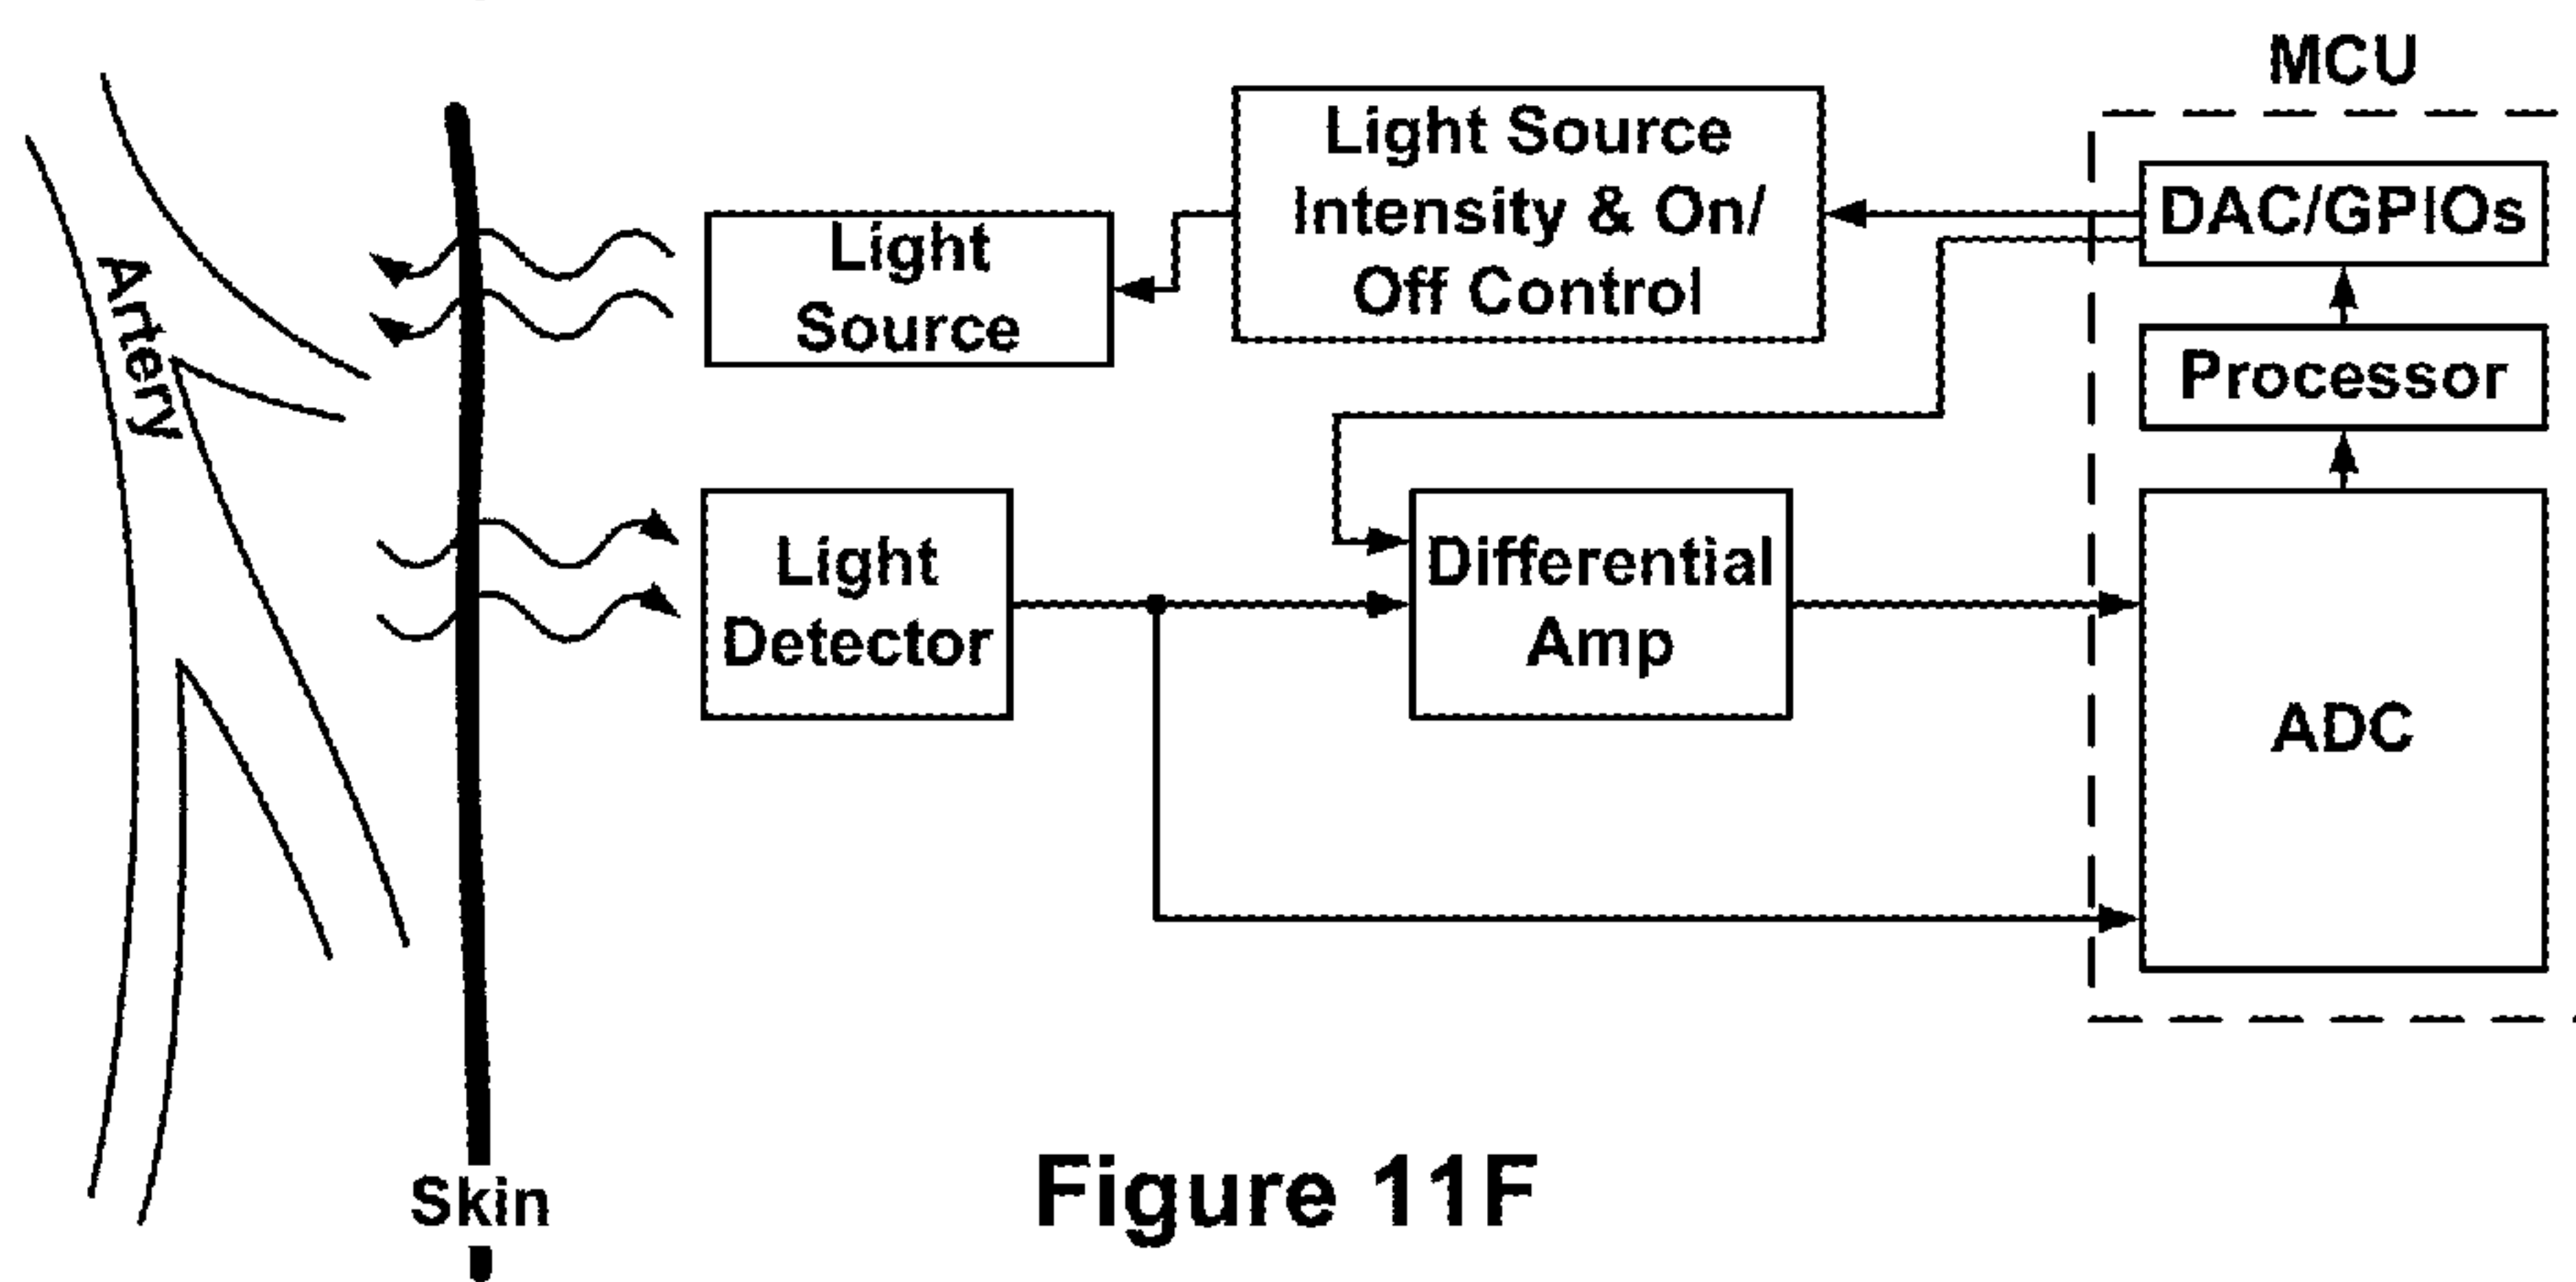 MCU
Light Source
Intensity & On/
Off Control
DAC/GPIOs
Light
Source
Artery
Processor
Light
Detector
Differential
Amp
ADC
Skin
Figure 11F